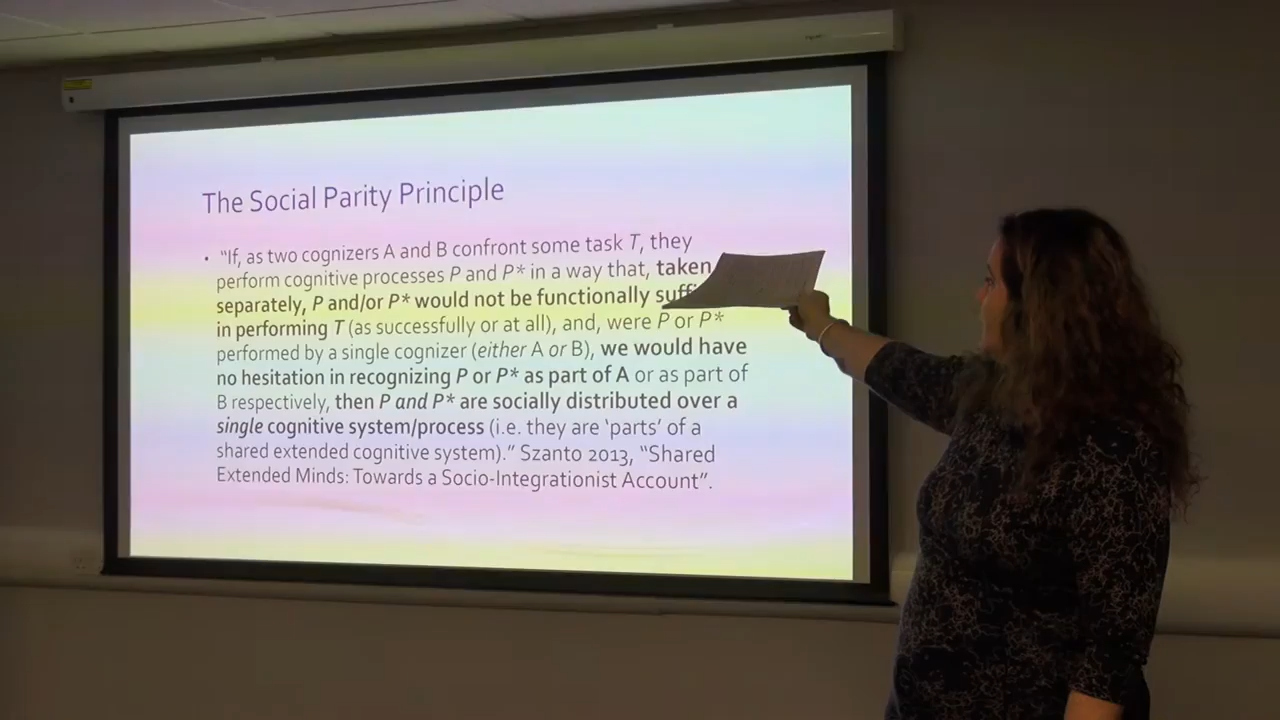 The Social Parity Principle
• “If, as two cognizers A and B confront some task T, they
perform cognitive processes P and P* in a way that, taken
separately, P and/or P* would not be functionally
in performing T (as successfully or at all), and, were P or P*
performed by a single cognizer (either A or B), we would have
no hesitation in recognizing P or P* as part of A or as part of
B respectively, then P and P* are socially distributed over a
single cognitive system/process (i.e. they are ‘parts’ of a
shared extended cognitive system).” Szanto 2013, “Shared
Extended Minds: Towards a Socio-Integrationist Account”.